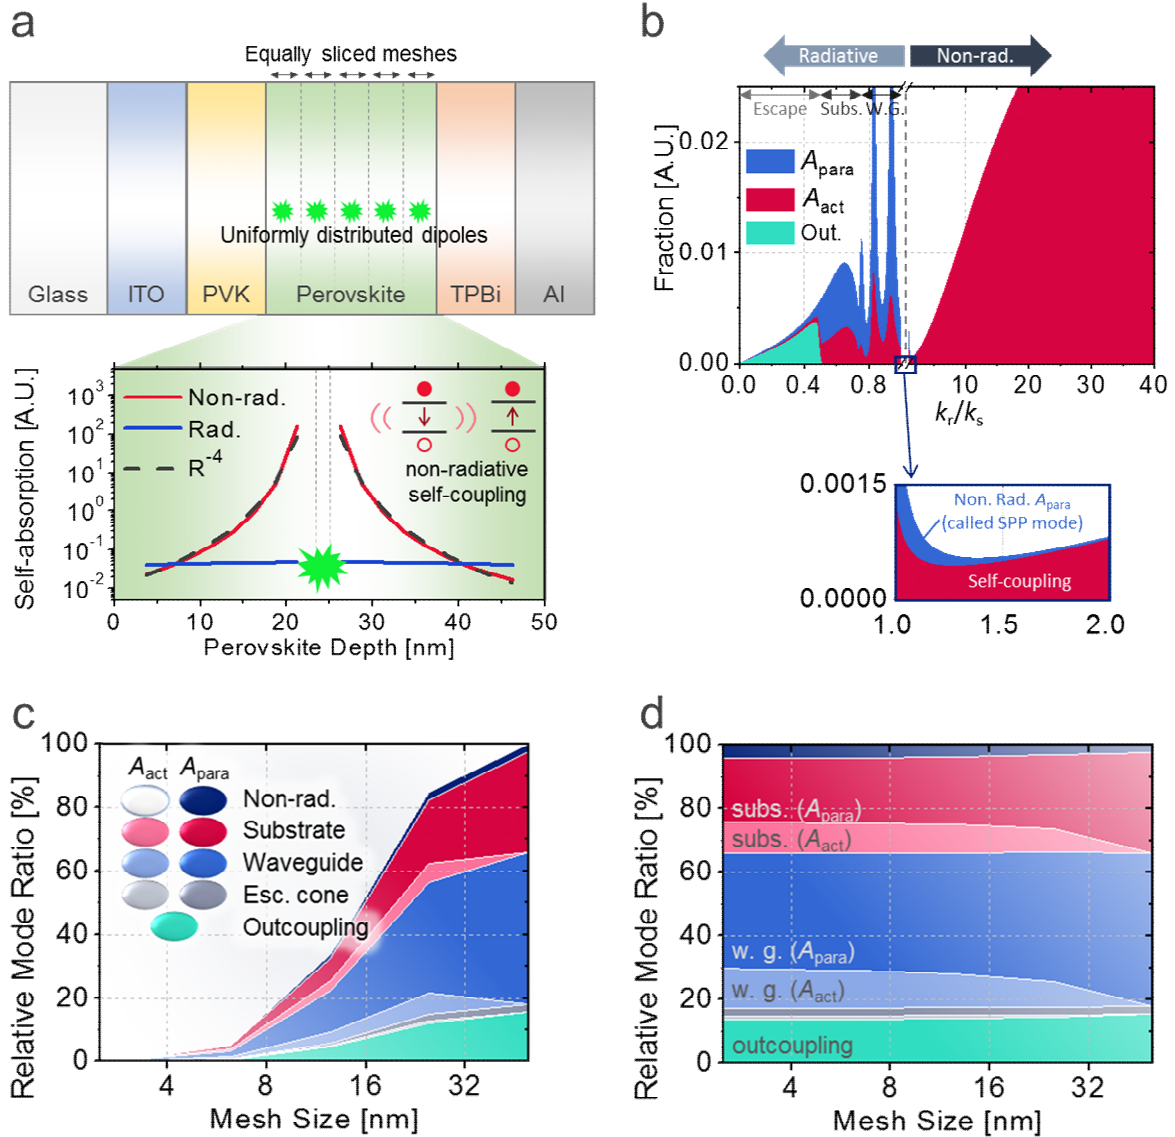 a
Equally sliced meshes
Uniformly distributed dipoles
Glass ITO PVK Perovskite TPBi Al
Self-absorption [A.U.]
10³
10²
10¹
10⁰
10⁻¹
10⁻²
Non-rad.
Rad.
R⁻⁴
non-radiative
self-coupling
0 10 20 30 40 50
Perovskite Depth [nm]
b
Radiative Non-rad.
Escape Subs. W.G.
Fraction [A.U.]
0.02
0.01
0.00
A_para
A_act
Out.
0.0 0.4 0.8 10 20 30 40
k_r/k_s
0.0015
0.0000
Non. Rad. A_para
(called SPP mode)
Self-coupling
1.0 1.5 2.0
c
Relative Mode Ratio [%]
100
80
60
40
20
0
A_act A_para
Non-rad.
Substrate
Waveguide
Esc. cone
Outcoupling
4 8 16 32
Mesh Size [nm]
d
Relative Mode Ratio [%]
100
80
60
40
20
0
subs. (A_para)
subs. (A_act)
w. g. (A_para)
w. g. (A_act)
outcoupling
4 8 16 32
Mesh Size [nm]